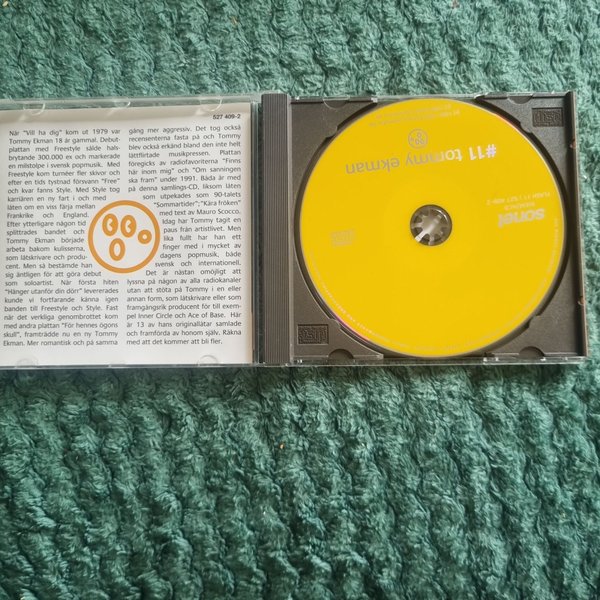 527 409-2
När "Vill ha dig" kom ut 1979 var
Tommy Ekman 18 år gammal. Debut-
plattan med Freestyle sålde hals-
brytande 300.000 ex och markerade
en milstolpe i svensk popmusik. Med
Freestyle kom turnéer flera skivor och
efter en tids tystnad försvann "Free"
och kvar fanns Style. Med Style tog
karriären en ny fart i och med
låten om en viss färja mellan
Frankrike och England.
Efter ytterligare någon tid,
splittrades bandet och
Tommy Ekman började
arbeta bakom kulisserna,
som låtskrivare och produ-
cent. Men så bestämde han
sig äntligen för att göra debut
som soloartist. När första hiten
"Hänger utanför din dörr" levererades
kunde vi fortfarande känna igen
banden till Freestyle och Style. Fast
när det verkliga genombrottet kom
med andra plattan "För hennes ögons
skull", framträdde nu en ny Tommy
Ekman. Mer romantisk och på samma
gång mer aggressiv. Det tog också
recensenterna fasta på och Tommy
blev också erkänd bland den inte helt
lättflirtade musikpressen. Plattan
föregicks av radiofavoriterna "Finns
här inom mig" och "Om sanningen
ska fram" under 1991. Båda är med
på denna samlings-CD, liksom låten
som utpekades som 90-talets
"Sommartider"; "Kära fröken"
med text av Mauro Scocco.
Idag har Tommy tagit en
paus från artistlivet. Men
lika fullt har han ett
finger med i mycket av
dagens popmusik, både
svensk och internationell.
Det är nästan omöjligt att
lyssna på någon av alla radiokanaler
utan att stöta på Tommy i en eller
annan form, som låtskrivare eller som
framgångsrik producent för till exem-
pel Inner Circle och Ace of Base. Här
är 13 av hans originallåtar samlade
och framförda av honom själv. Räkna
med att det kommer att bli fler.
#11 tommy ekman
sonet